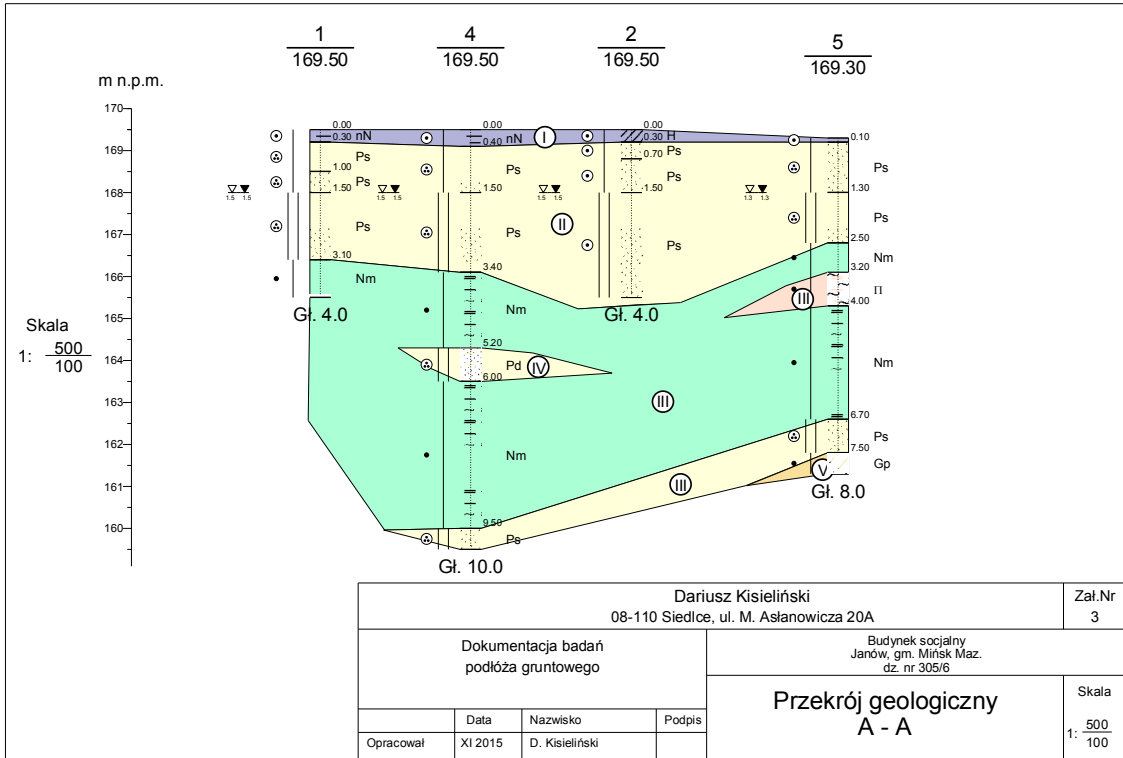 1 4 2 5
169.50 169.50 169.50 169.30
m n.p.m.
170
169
168
167
166
165
164
163
162
161
160
0.00 0.00 0.00
0.30 nN I 0.40 nN 0.30 H 0.10
Ps 0.70 Ps
1.00 Ps Ps Ps
Ps
1.50 1.50 1.50 1.30
1.5 1.5 1.5 1.5 1.5 1.5 1.3 1.3
II
Ps Ps Ps Ps
2.50
3.10 3.40 Nm
Nm 3.20
III Π
4.00
Gł. 4.0 Nm Gł. 4.0
5.20
Pd IV Nm
6.00
III
6.70
Ps
7.50
Nm V Gp
III Gł. 8.0
9.50
Ps
Gł. 10.0
Skala
1: 500
100
Dariusz Kisieliński
08-110 Siedlce, ul. M. Asłanowicza 20A
Zał.Nr
3
Dokumentacja badań
podłóża gruntowego
Budynek socjalny
Janów, gm. Mińsk Maz.
dz. nr 305/6
Przekrój geologiczny
A - A
Skala
1: 500
100
Data Nazwisko Podpis
Opracował XI 2015 D. Kisieliński